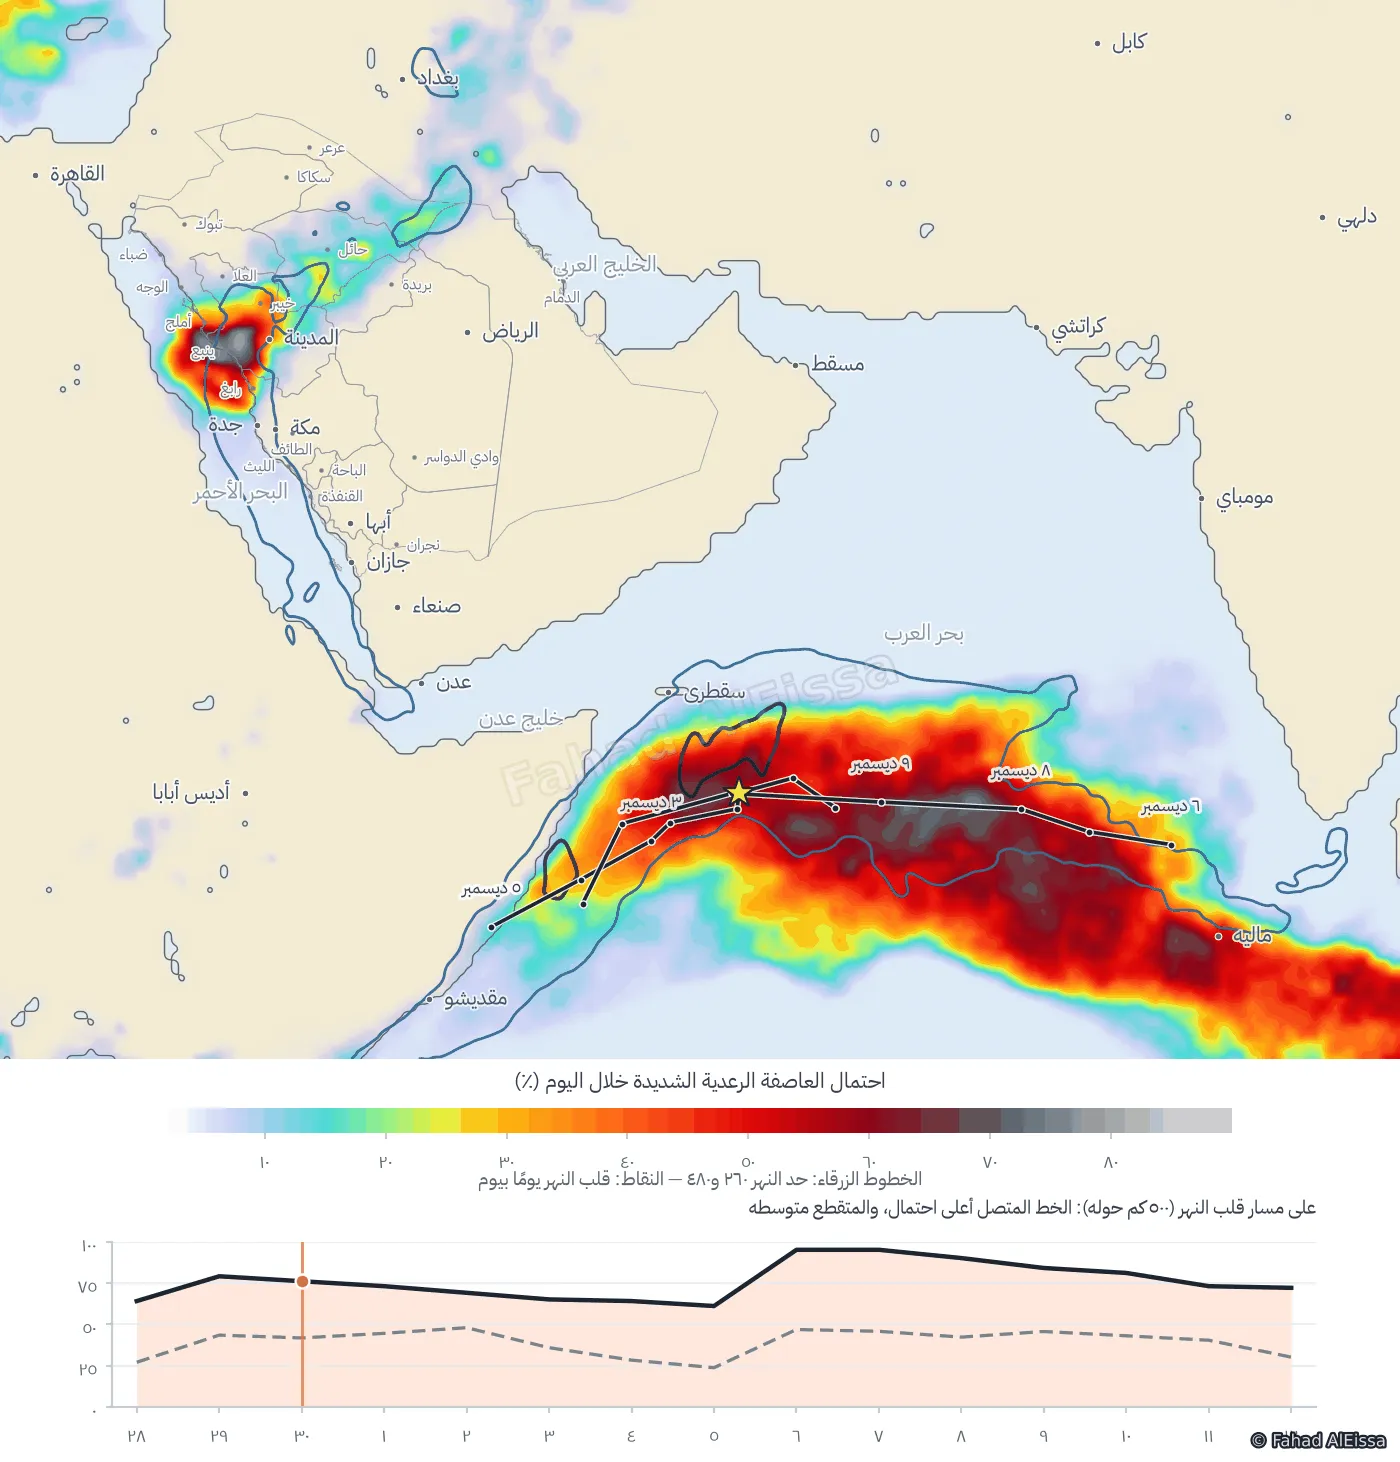 كابل
بغداد
عرعر
القاهرة
سكاكا
دلهي
تبوك
ضباء
حائل
الخليج العربي
العلا
الوجه
بريدة
الدمام
خيبر
أملج
المدينة
الرياض
كراتشي
ينبع
مسقط
رابغ
جدة
مكة
الطائف
وادي الدواسر
الليث
الباحة
البحر الأحمر
القنفذة
مومباي
أبها
نجران
جازان
صنعاء
بحر العرب
عدن
سقطرى
Fahad AlEissa
خليج عدن
٩ ديسمبر
٨ ديسمبر
أديس أبابا
٣ ديسمبر
٦ ديسمبر
٥ ديسمبر
ماليه
مقديشو
احتمال العاصفة الرعدية الشديدة خلال اليوم (٪)
١٠ ٢٠ ٣٠ ٤٠ ٥٠ ٦٠ ٧٠ ٨٠
الخطوط الزرقاء: حد النهر ٢٦٠ و٤٨٠ — النقاط: قلب النهر يومًا بيوم
على مسار قلب النهر (٥٠٠ كم حوله): الخط المتصل أعلى احتمال، والمتقطع متوسطه
١٠٠
٧٥
٥٠
٢٥
٠
٢٨ ٢٩ ٣٠ ١ ٢ ٣ ٤ ٥ ٦ ٧ ٨ ٩ ١٠ ١١
© Fahad AlEissa